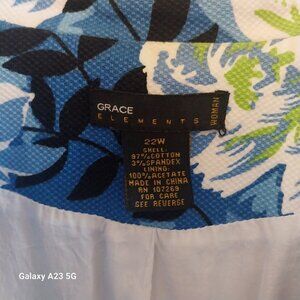 GRACE
ELEMENTS
WOMAN
22W
SHELL:
97% COTTON
3% SPANDEX
LINING:
100% ACETATE
MADE IN CHINA
RN 107269
FOR CARE
SEE REVERSE
Galaxy A23 5G